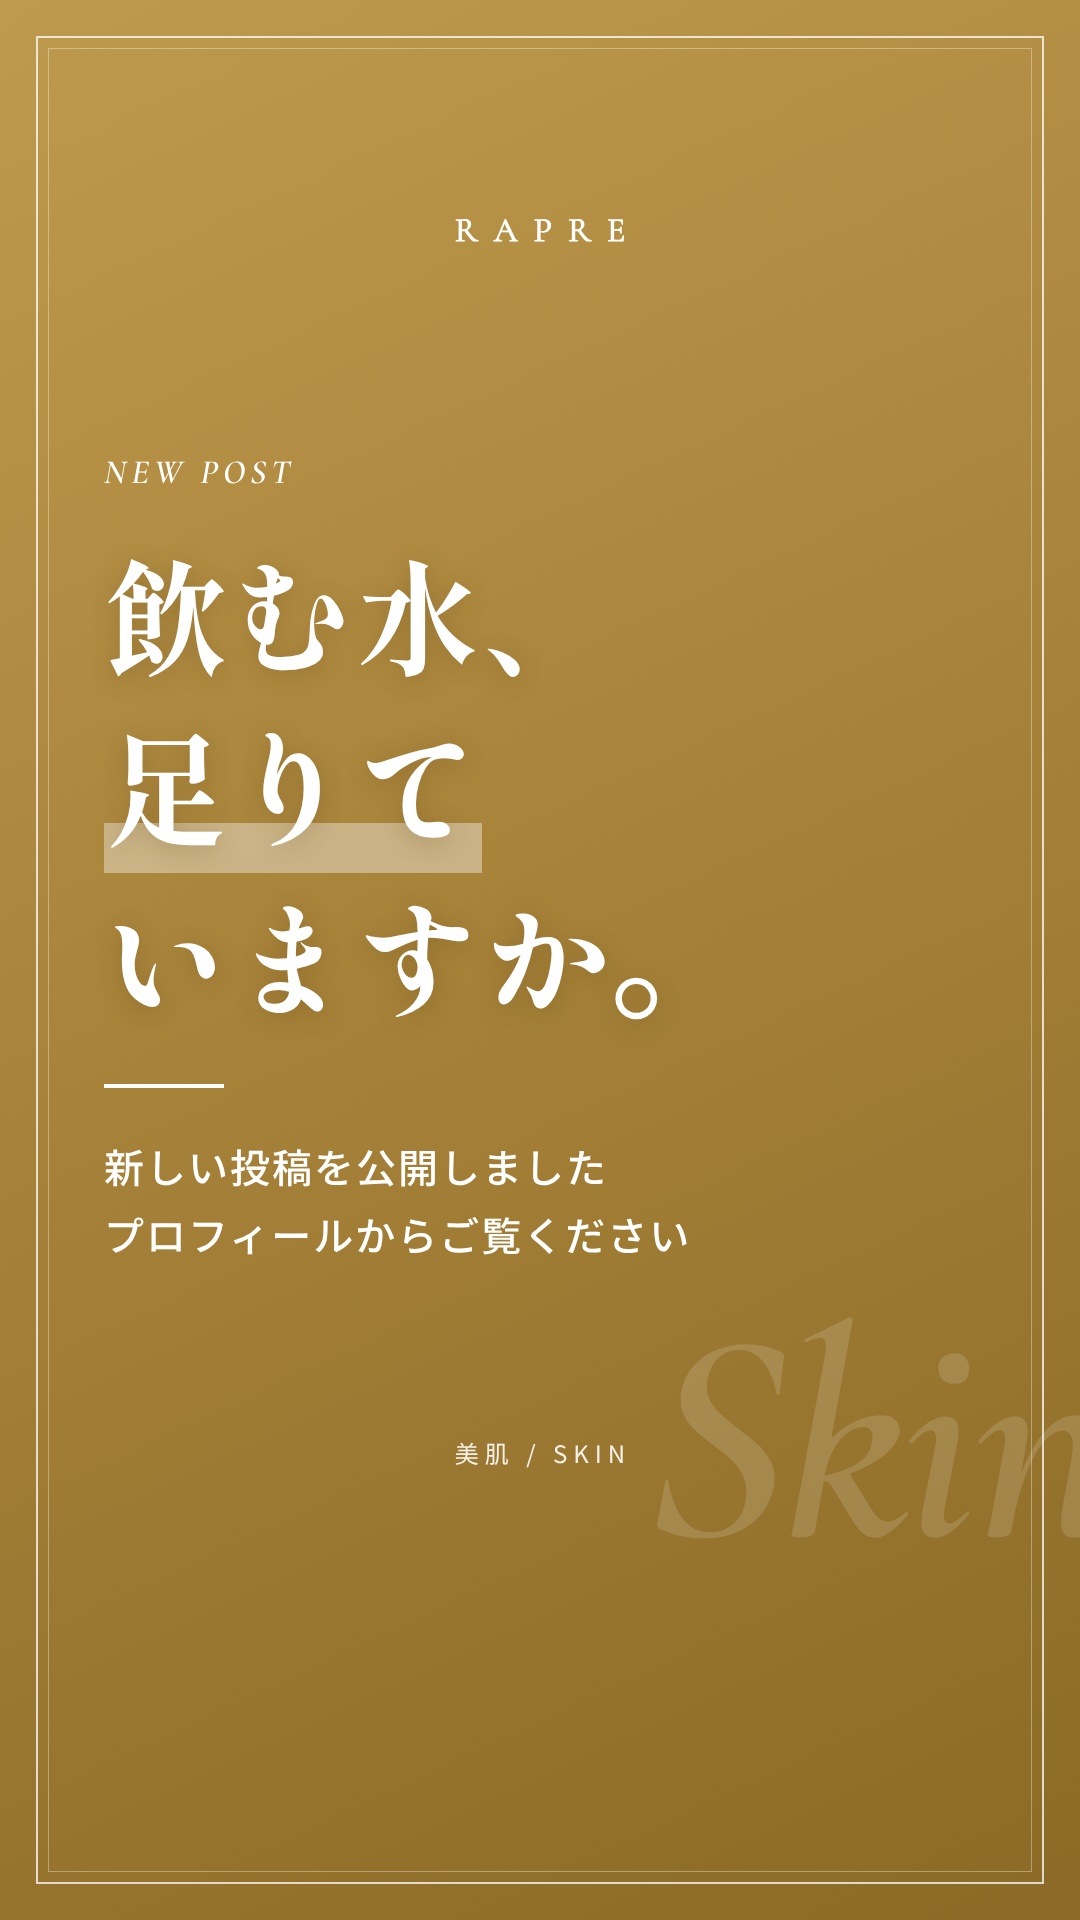 RAPRE
NEW POST
飲む水、
足りて
いますか。
新しい投稿を公開しました
プロフィールからご覧ください
Skin
美肌 / SKIN